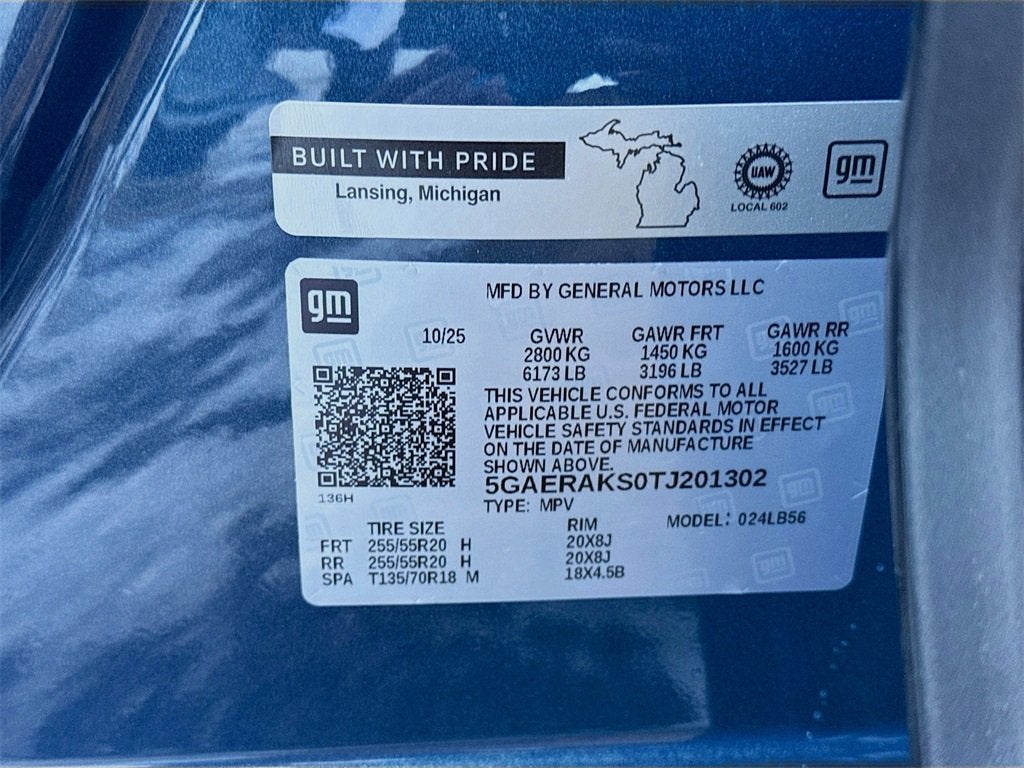 BUILT WITH PRIDE
Lansing, Michigan
UAW
LOCAL 602
gm
gm
MFD BY GENERAL MOTORS LLC
10/25 GVWR GAWR FRT GAWR RR
2800 KG 1450 KG 1600 KG
6173 LB 3196 LB 3527 LB
THIS VEHICLE CONFORMS TO ALL
APPLICABLE U.S. FEDERAL MOTOR
VEHICLE SAFETY STANDARDS IN EFFECT
ON THE DATE OF MANUFACTURE
SHOWN ABOVE.
5GAERAKS0TJ201302
136H
TYPE: MPV
MODEL: 024LB56
TIRE SIZE RIM
FRT 255/55R20 H 20X8J
RR 255/55R20 H 20X8J
SPA T135/70R18 M 18X4.5B